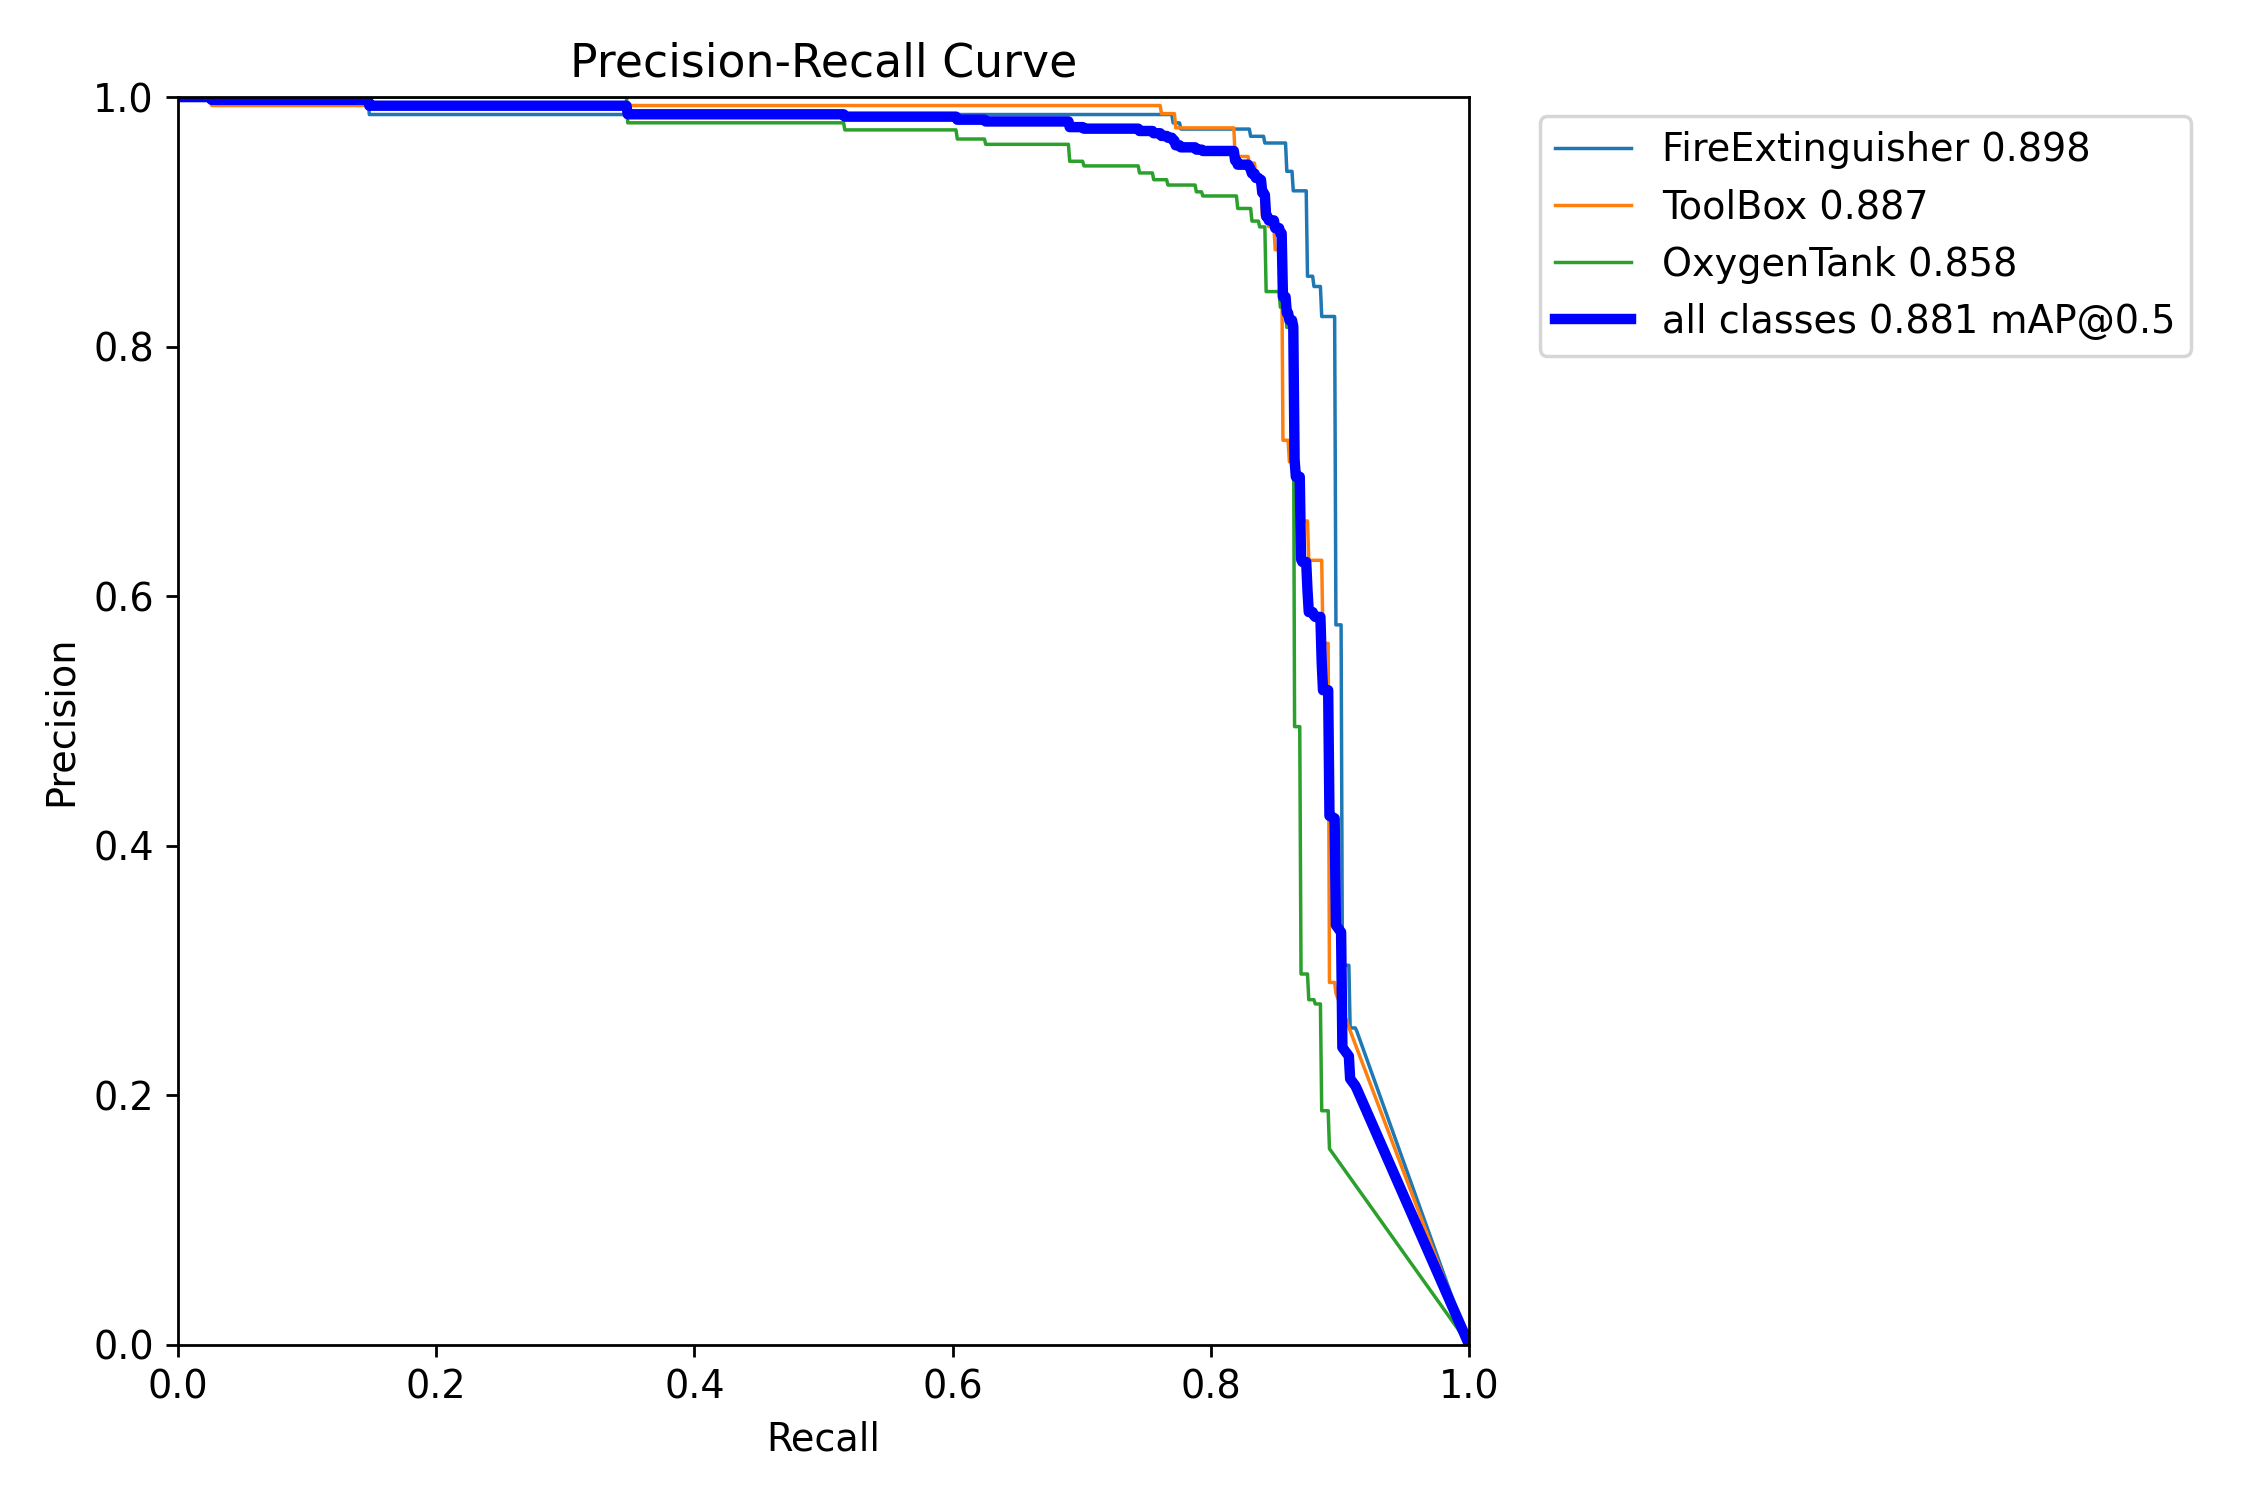 Precision-Recall Curve
1.0
0.8
0.6
0.4
0.2
0.0
Precision
0.0 0.2 0.4 0.6 0.8 1.0
Recall
FireExtinguisher 0.898
ToolBox 0.887
OxygenTank 0.858
all classes 0.881 mAP@0.5